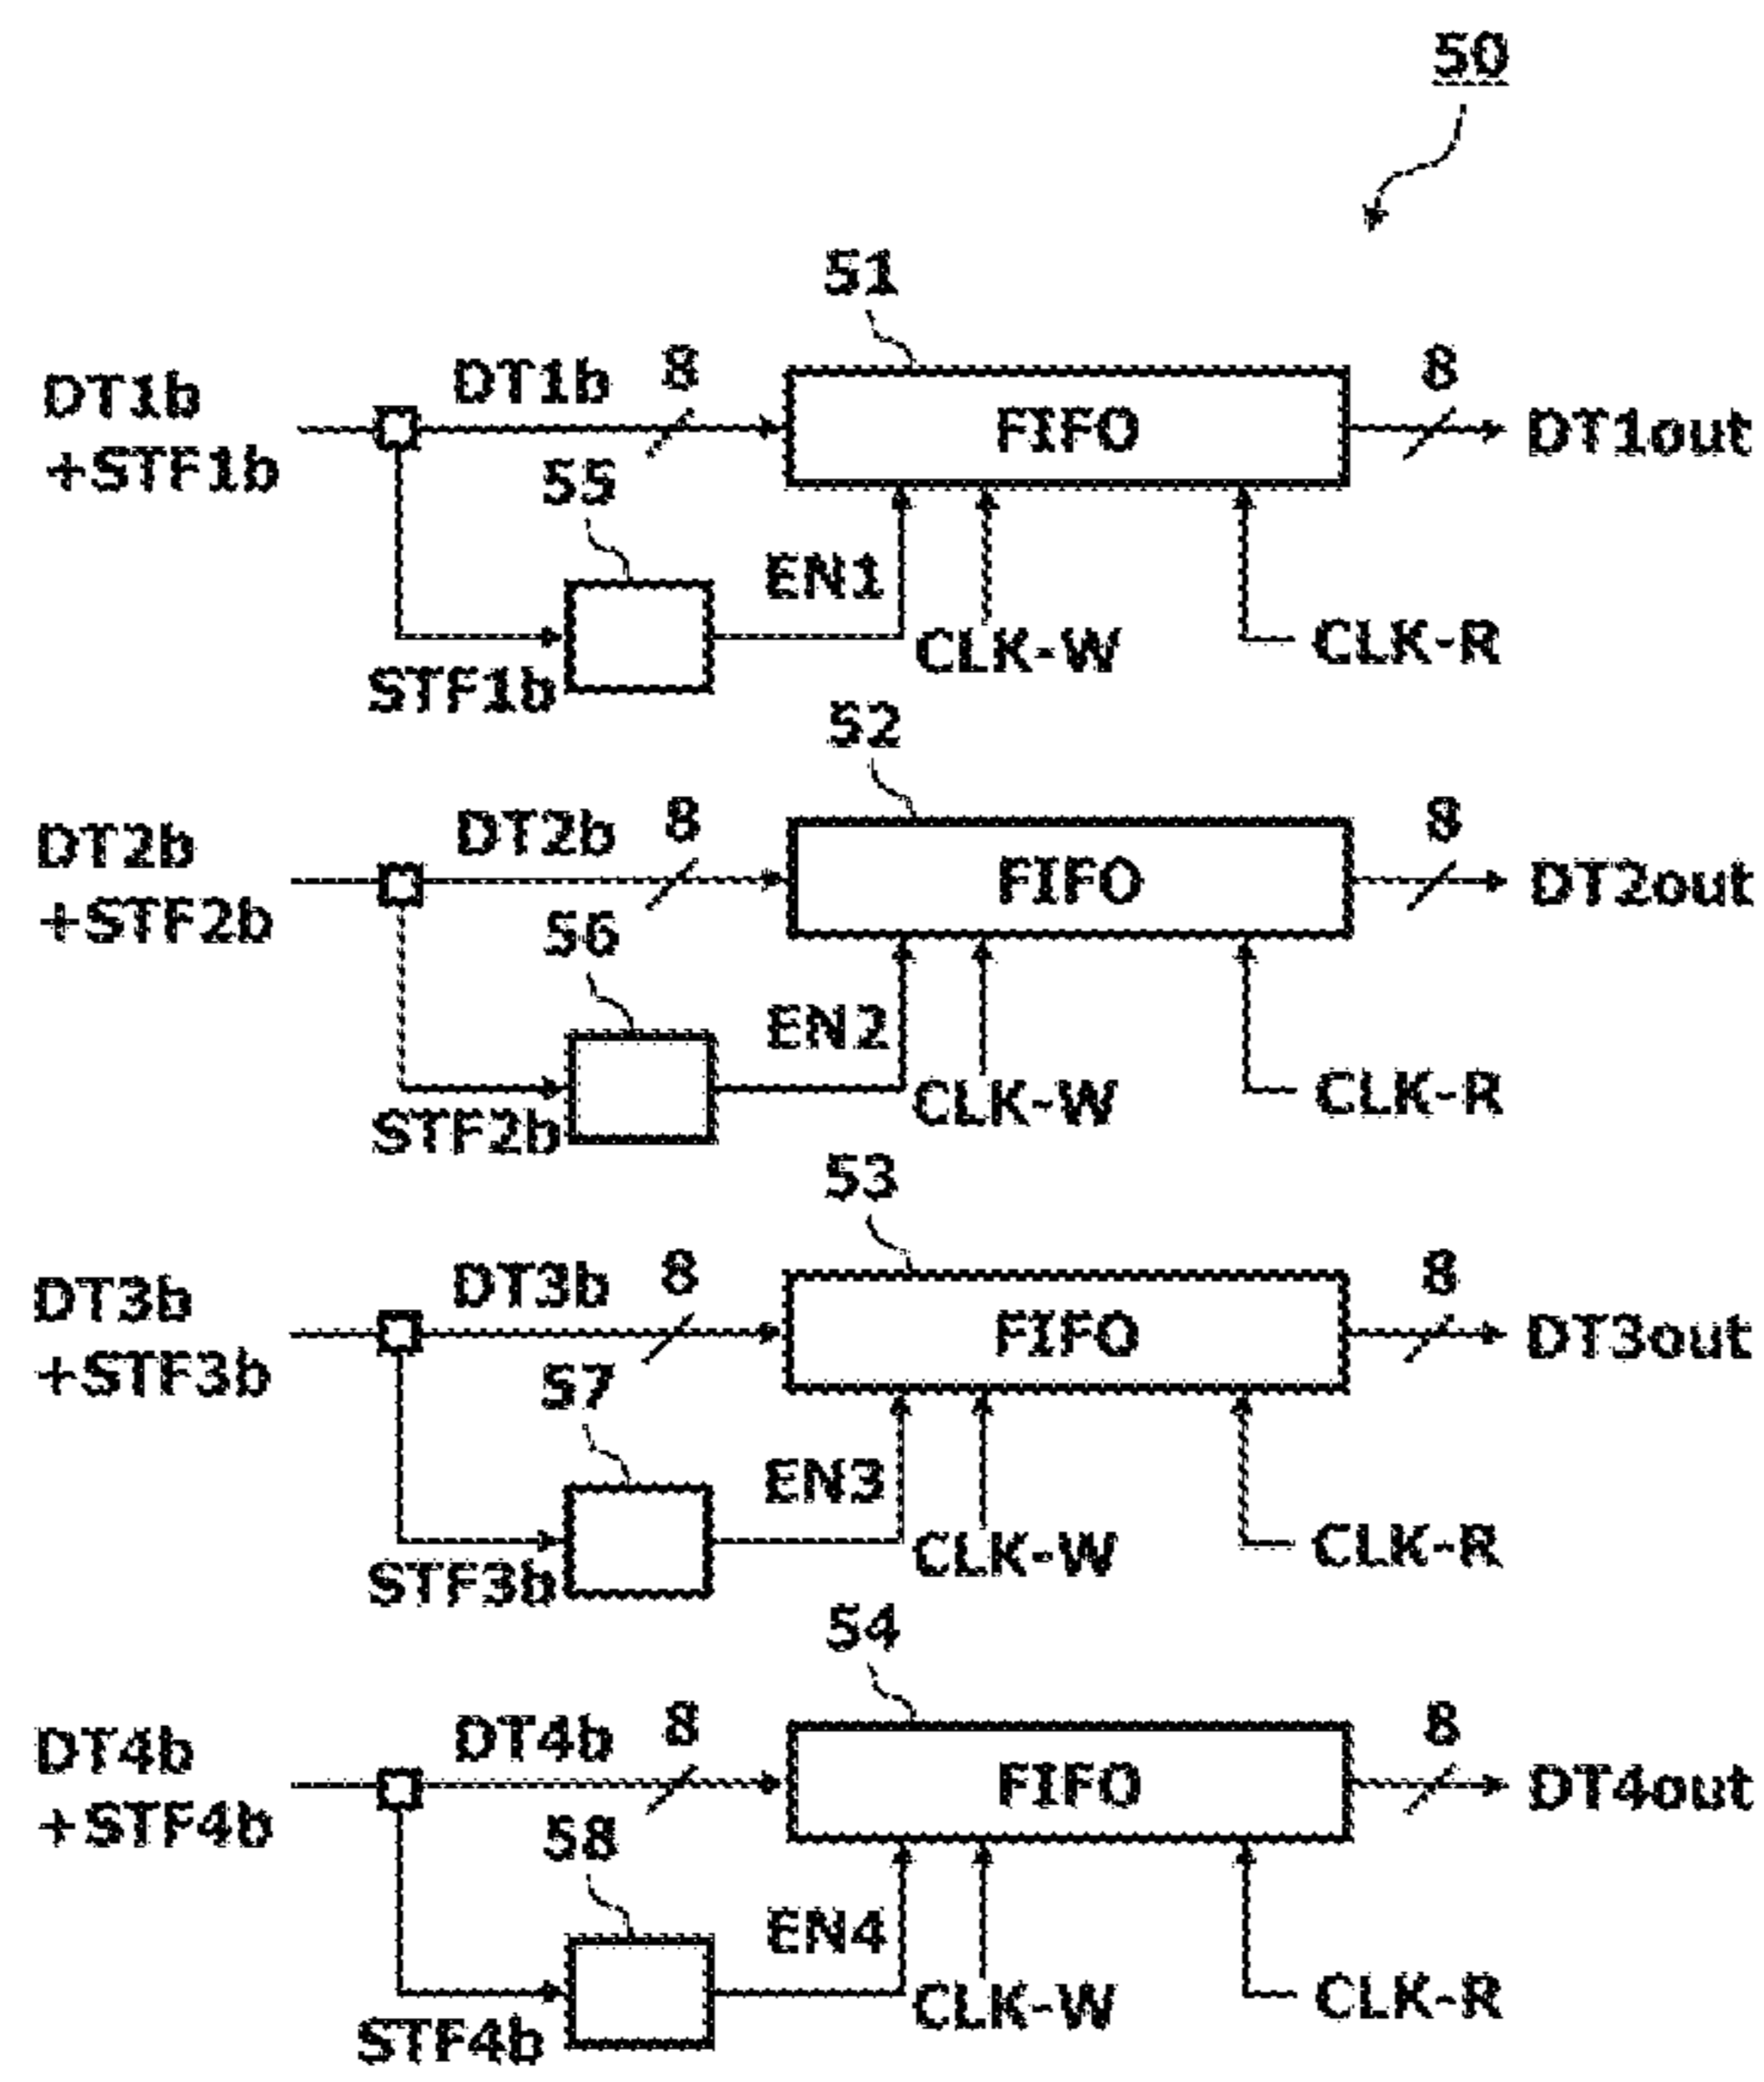 50
51
DT1b
+STF1b
DT1b
8
FIFO
8
DT1out
55
EN1
CLK-W
CLK-R
STF1b
52
DT2b
+STF2b
DT2b
8
FIFO
8
DT2out
56
EN2
CLK-W
CLK-R
STF2b
53
DT3b
+STF3b
DT3b
8
FIFO
8
DT3out
57
EN3
CLK-W
CLK-R
STF3b
54
DT4b
+STF4b
DT4b
8
FIFO
8
DT4out
58
EN4
CLK-W
CLK-R
STF4b